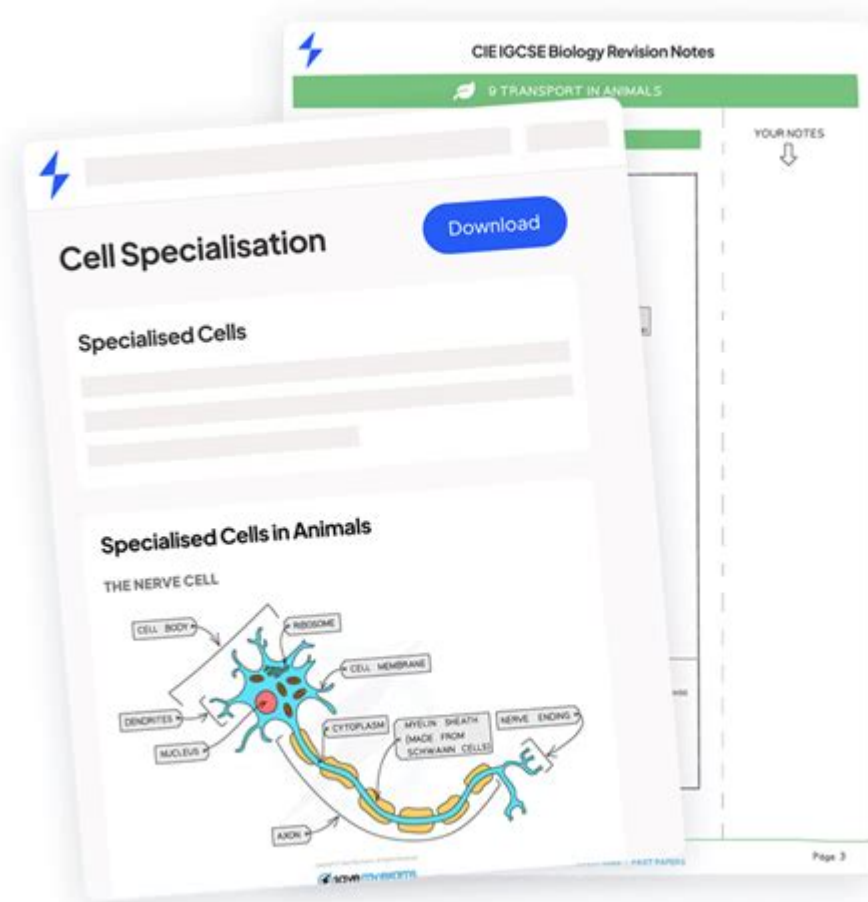 CIE IGCSE Biology Revision Notes
9 TRANSPORT IN ANIMALS
YOUR NOTES
Cell Specialisation
Download
Specialised Cells
Specialised Cells in Animals
THE NERVE CELL
CELL BODY
RIBOSOME
CELL MEMBRANE
DENDRITES
NUCLEUS
CYTOPLASM
MYELIN SHEATH
(MADE FROM
SCHWANN CELLS)
NERVE ENDING
AXON
PAST PAPERS
Page 3